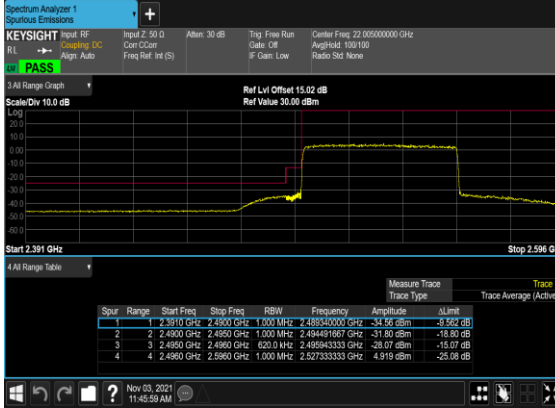 Spectrum Analyzer 1
Spurious Emissions
+
KEYSIGHT Input: RF Input Z: 50 Ω Atten: 30 dB Trig: Free Run Center Freq: 22.005000000 GHz
RL Coupling: DC Corr CCorr Gate: Off Avg|Hold: 100/100
Align: Auto Freq Ref: Int (S) IF Gain: Low Radio Std: None
PASS
3 All Range Graph Ref Lvl Offset 15.02 dB
Scale/Div 10.0 dB Ref Value 30.00 dBm
Log
20.0
10.0
0.00
-10.0
-20.0
-30.0
-40.0
-50.0
-60.0
Start 2.391 GHz Stop 2.596 G
4 All Range Table
Measure Trace Trace
Trace Type Trace Average (Active
Spur Range Start Freq Stop Freq RBW Frequency Amplitude ΔLimit
1 1 2.3910 GHz 2.4900 GHz 1.000 MHz 2.489340000 GHz -34.56 dBm -9.562 dB
2 2 2.4900 GHz 2.4950 GHz 1.000 MHz 2.494491667 GHz -31.80 dBm -18.80 dB
3 3 2.4950 GHz 2.4960 GHz 620.0 kHz 2.495943333 GHz -28.07 dBm -15.07 dB
4 4 2.4960 GHz 2.5960 GHz 1.000 MHz 2.527333333 GHz 4.919 dBm -25.08 dB
? Nov 03, 2021
11:45:59 AM